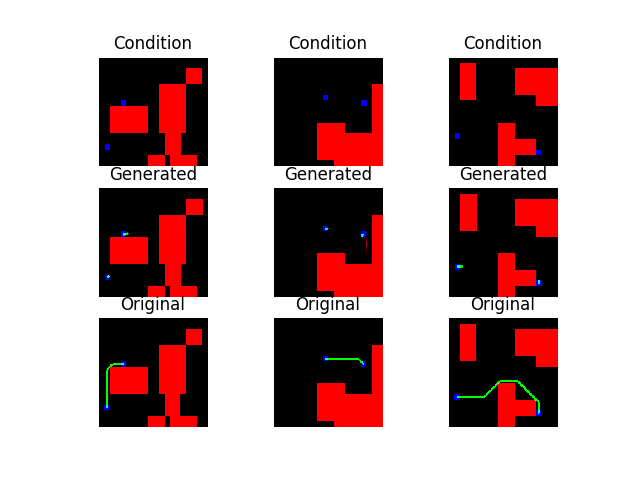 Condition
Condition
Condition
Generated
Generated
Generated
Original
Original
Original